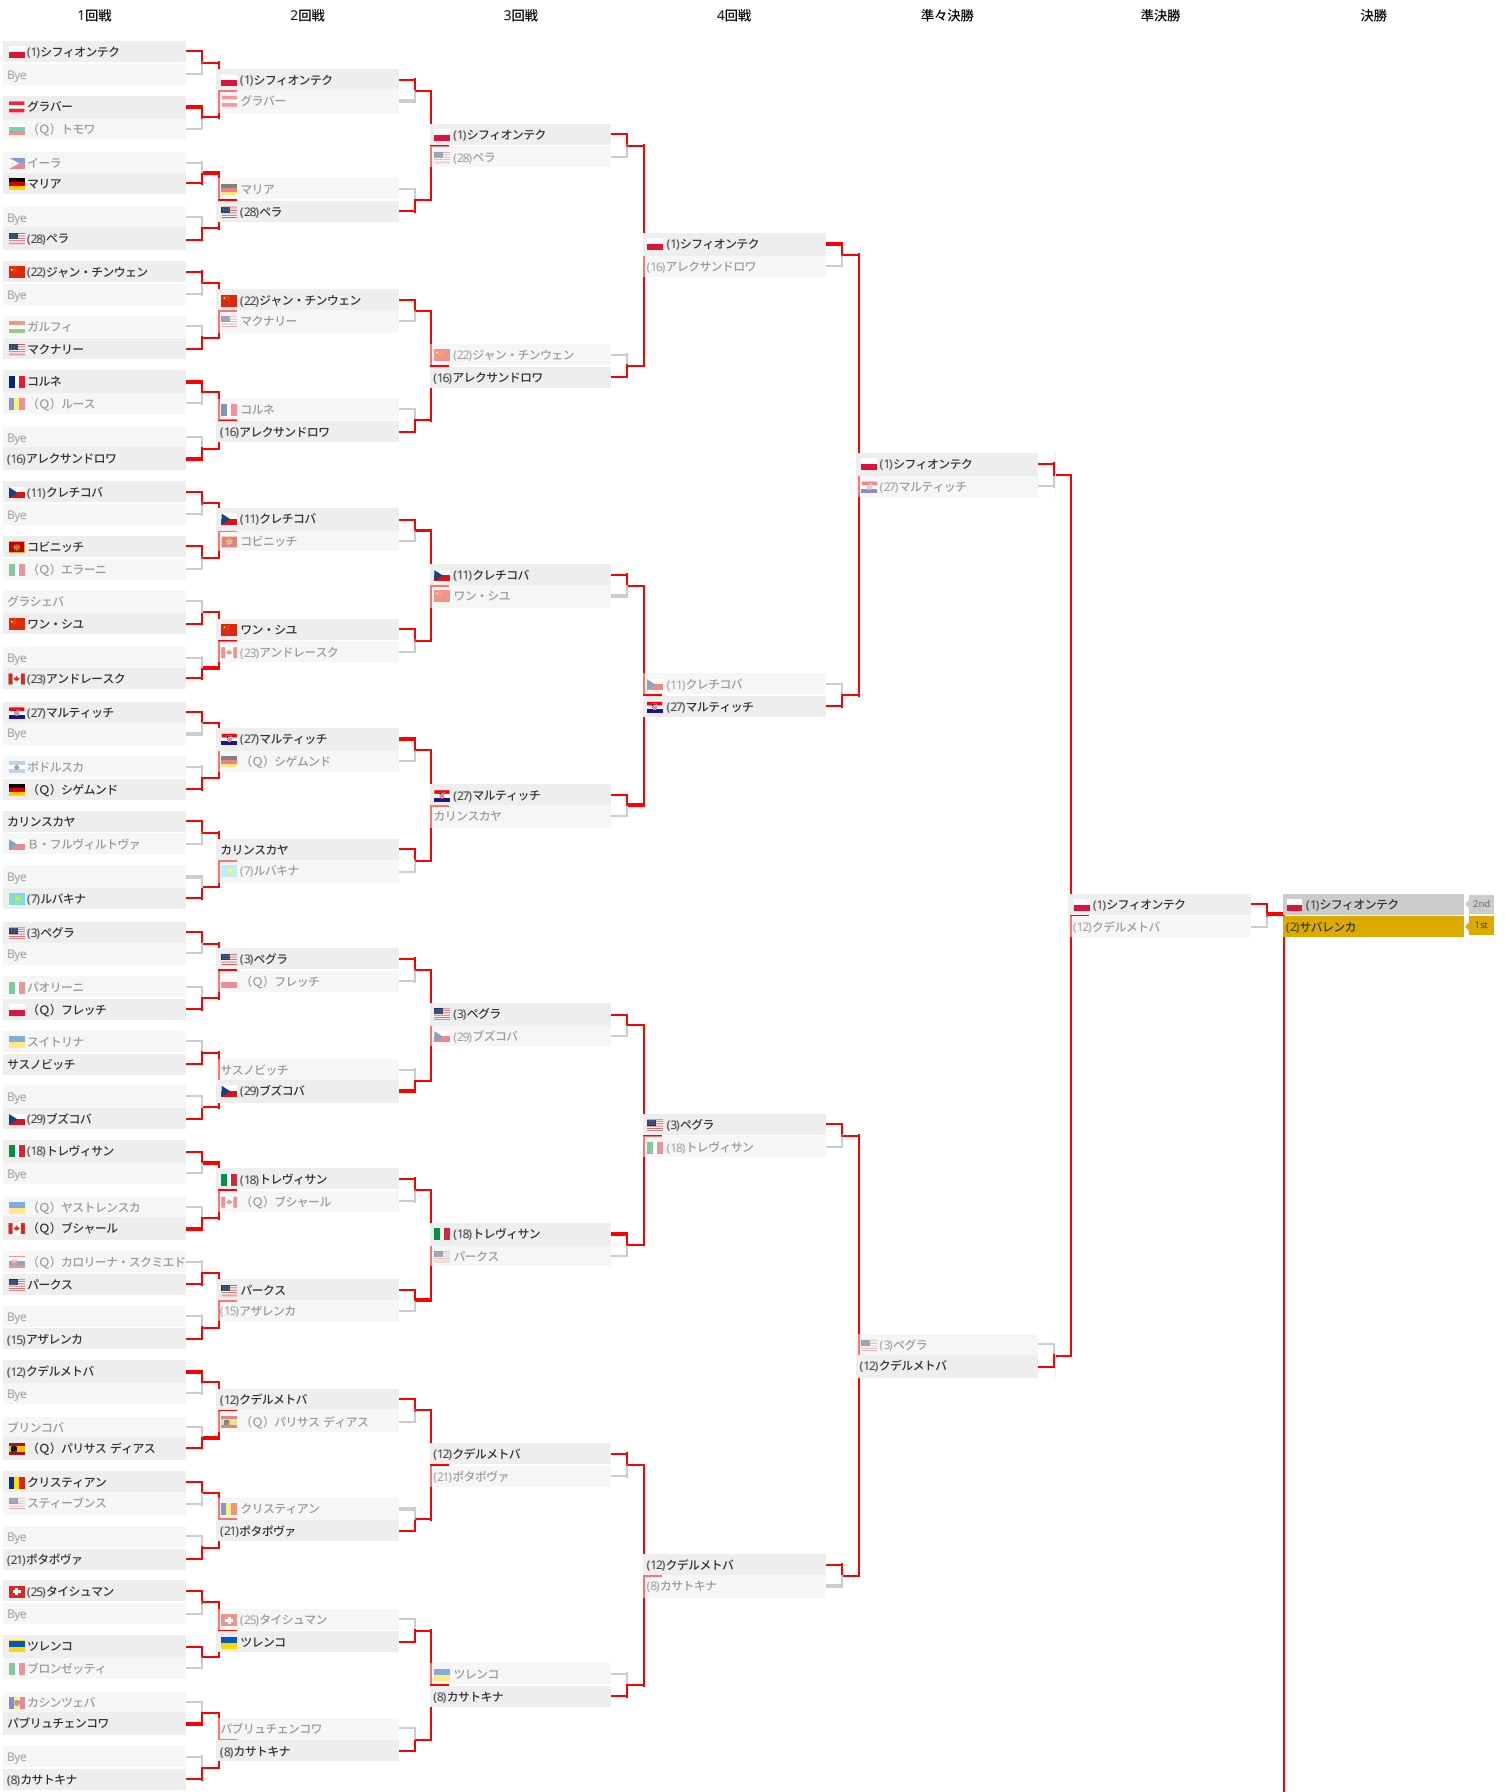 1回戦
2回戦
3回戦
4回戦
準々決勝
準決勝
決勝
(1)シフィオンテク
Bye
グラバー
（Q）トモワ
イーラ
マリア
Bye
(28)ペラ
(22)ジャン・チンウェン
Bye
ガルフィ
マクナリー
コルネ
（Q）ルース
Bye
(16)アレクサンドロワ
(11)クレチコバ
Bye
コビニッチ
（Q）エラーニ
グラシェバ
ワン・シユ
Bye
(23)アンドレースク
(27)マルティッチ
Bye
ポドルスカ
（Q）シゲムンド
カリンスカヤ
B・フルヴィルトヴァ
Bye
(7)ルバキナ
(3)ペグラ
Bye
パオリーニ
（Q）フレッチ
スイトリナ
サスノビッチ
Bye
(29)ブズコバ
(18)トレヴィサン
Bye
（Q）ヤストレンスカ
（Q）ブシャール
（Q）カロリーナ・スクミエド
パークス
Bye
(15)アザレンカ
(12)クデルメトバ
Bye
ブリンコバ
（Q）パリサス ディアス
クリスティアン
スティーブンス
Bye
(21)ポタポヴァ
(25)タイシュマン
Bye
ツレンコ
ブロンゼッティ
カシンツェバ
パブリュチェンコワ
Bye
(8)カサトキナ
(1)シフィオンテク
グラバー
マリア
(28)ペラ
(22)ジャン・チンウェン
マクナリー
コルネ
(16)アレクサンドロワ
(11)クレチコバ
コビニッチ
ワン・シユ
(23)アンドレースク
(27)マルティッチ
（Q）シゲムンド
カリンスカヤ
(7)ルバキナ
(3)ペグラ
（Q）フレッチ
サスノビッチ
(29)ブズコバ
(18)トレヴィサン
（Q）ブシャール
パークス
(15)アザレンカ
(12)クデルメトバ
（Q）パリサス ディアス
クリスティアン
(21)ポタポヴァ
(25)タイシュマン
ツレンコ
パブリュチェンコワ
(8)カサトキナ
(1)シフィオンテク
(28)ペラ
(22)ジャン・チンウェン
(16)アレクサンドロワ
(11)クレチコバ
ワン・シユ
(27)マルティッチ
カリンスカヤ
(3)ペグラ
(29)ブズコバ
(18)トレヴィサン
パークス
(12)クデルメトバ
(21)ポタポヴァ
ツレンコ
(8)カサトキナ
(1)シフィオンテク
(16)アレクサンドロワ
(11)クレチコバ
(27)マルティッチ
(3)ペグラ
(18)トレヴィサン
(12)クデルメトバ
(8)カサトキナ
(1)シフィオンテク
(27)マルティッチ
(3)ペグラ
(12)クデルメトバ
(1)シフィオンテク
(12)クデルメトバ
(1)シフィオンテク
2nd
(2)サバレンカ
1st